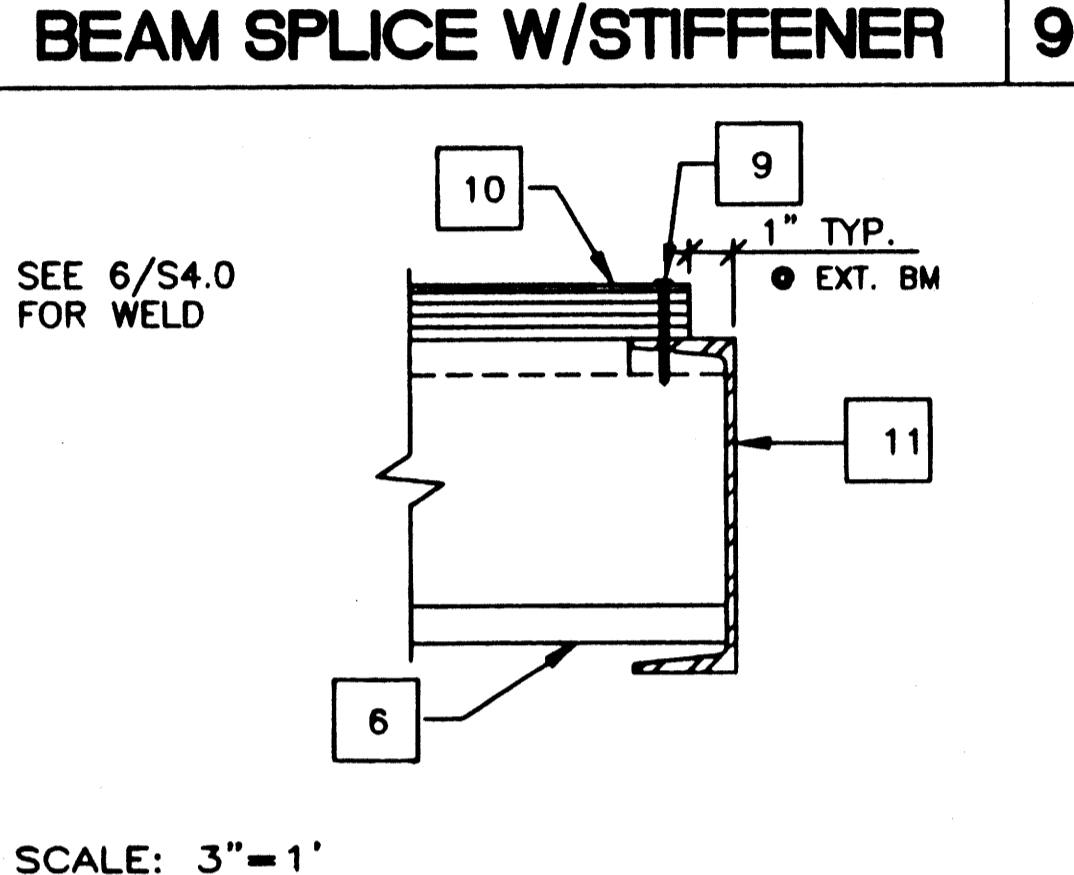 BEAM SPLICE W/STIFFENER 9
10
9
1" TYP.
@ EXT. BM
SEE 6/S4.0
FOR WELD
11
6
SCALE: 3"=1'